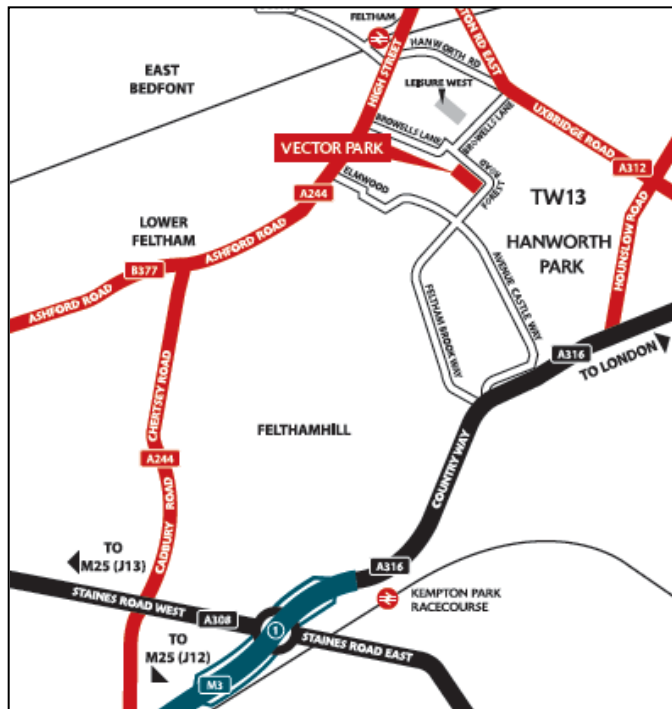 FELTHAM
HANWORTH RD
TON RD EAST
EAST
BEDFONT
HIGH STREET
LEISURE WEST
BROWELLS LANE
BROWELLS LANE
UXBRIDGE ROAD
VECTOR PARK
FOREST ROAD
A312
ELMWOOD
A244
TW13
HOUNSLOW ROAD
LOWER
FELTHAM
HANWORTH
PARK
ASHFORD ROAD
B377
ASHFORD ROAD
AVENUE CASTLE WAY
FELTHAM BROOK WAY
A316
TO LONDON
CHERTSEY ROAD
FELTHAMHILL
A244
COUNTRY WAY
CADBURY ROAD
TO
M25 (J13)
A316
STAINES ROAD WEST
KEMPTON PARK
RACECOURSE
A308
1
STAINES ROAD EAST
TO
M25 (J12)
M3